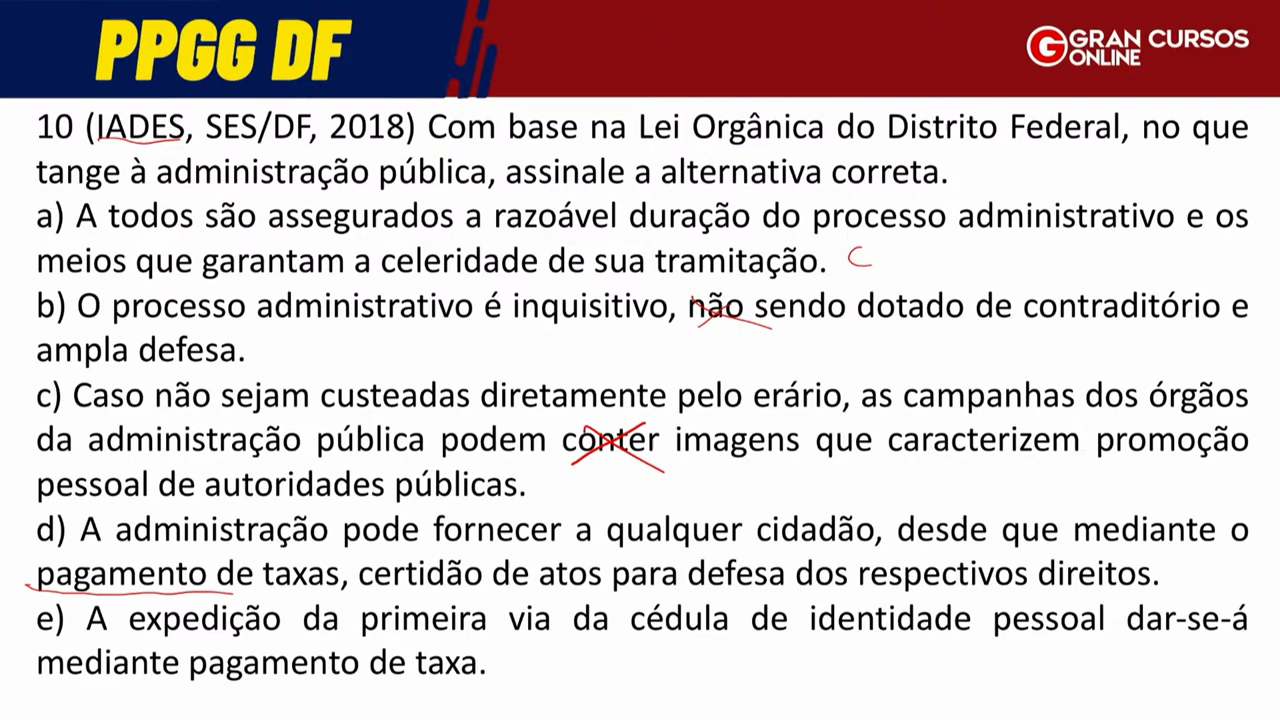 PPGG DF
GRAN CURSOS
ONLINE
10 (IADES, SES/DF, 2018) Com base na Lei Orgânica do Distrito Federal, no que
tange à administração pública, assinale a alternativa correta.
a) A todos são assegurados a razoável duração do processo administrativo e os
meios que garantam a celeridade de sua tramitação. C
b) O processo administrativo é inquisitivo, não sendo dotado de contraditório e
ampla defesa.
c) Caso não sejam custeadas diretamente pelo erário, as campanhas dos órgãos
da administração pública podem conter imagens que caracterizem promoção
pessoal de autoridades públicas.
d) A administração pode fornecer a qualquer cidadão, desde que mediante o
pagamento de taxas, certidão de atos para defesa dos respectivos direitos.
e) A expedição da primeira via da cédula de identidade pessoal dar-se-á
mediante pagamento de taxa.